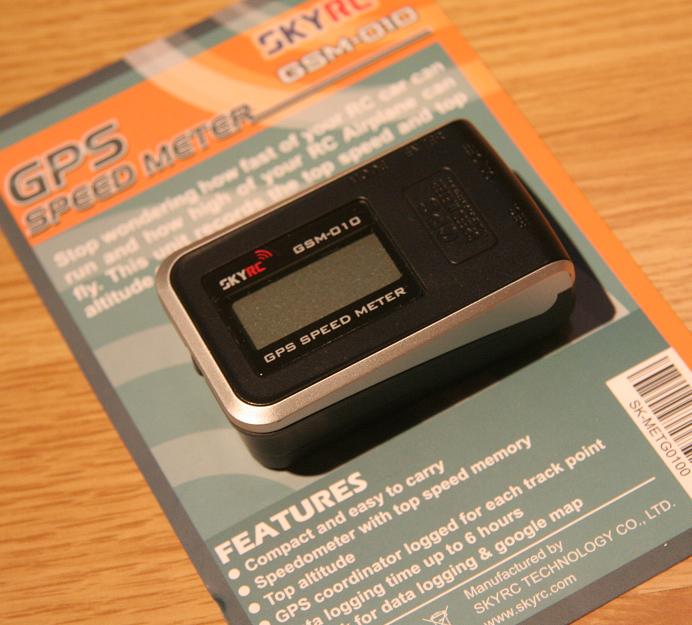 SKYRC
GSM-010
GPS
SPEED METER
Stop wondering how fast of your RC car can
run and how high of your RC Airplane can
fly. This records the top speed and top
altitude
SKYRC GSM-010
GPS SPEED METER
SK-METG0100
FEATURES
• Compact and easy to carry
• Speedometer with top speed memory
• Top altitude
• GPS coordinator logged for each track point
logging time up to 6 hours
for data logging & google map
Manufactured by
SKYRC TECHNOLOGY CO., LTD.
www.skyrc.com